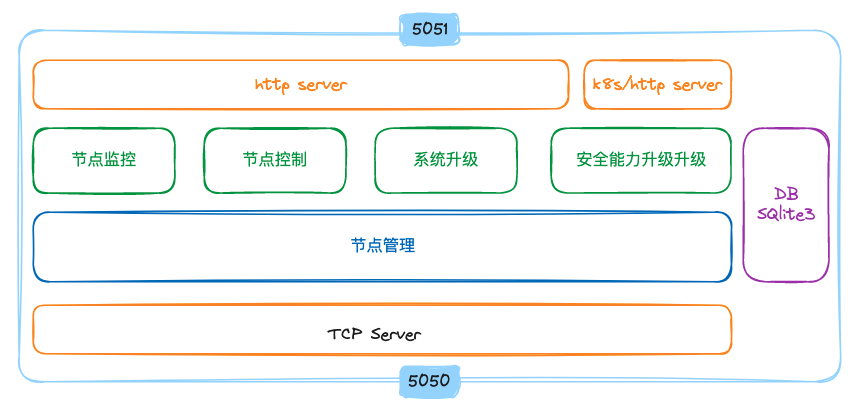 5051
http server
k8s/http server
节点监控
节点控制
系统升级
安全能力升级升级
DB
SQlite3
节点管理
TCP Server
5050